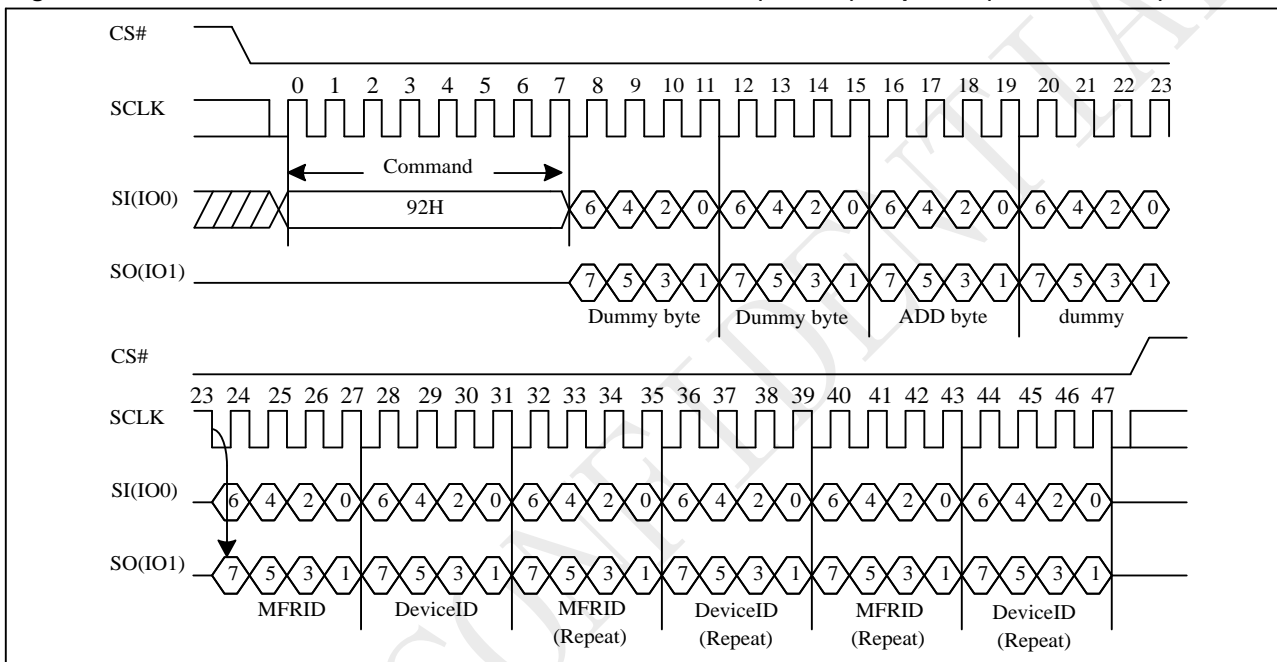 CS#
0 1 2 3 4 5 6 7 8 9 10 11 12 13 14 15 16 17 18 19 20 21 22 23
SCLK
Command
SI(IO0)
92H
6 4 2 0 6 4 2 0 6 4 2 0 6 4 2 0
SO(IO1)
7 5 3 1 7 5 3 1 7 5 3 1 7 5 3 1
Dummy byte Dummy byte ADD byte dummy
CS#
23 24 25 26 27 28 29 30 31 32 33 34 35 36 37 38 39 40 41 42 43 44 45 46 47
SCLK
SI(IO0)
6 4 2 0 6 4 2 0 6 4 2 0 6 4 2 0 6 4 2 0 6 4 2 0
SO(IO1)
7 5 3 1 7 5 3 1 7 5 3 1 7 5 3 1 7 5 3 1 7 5 3 1
MFRID DeviceID MFRID DeviceID MFRID DeviceID
(Repeat) (Repeat) (Repeat) (Repeat)
CONFIDENTIA